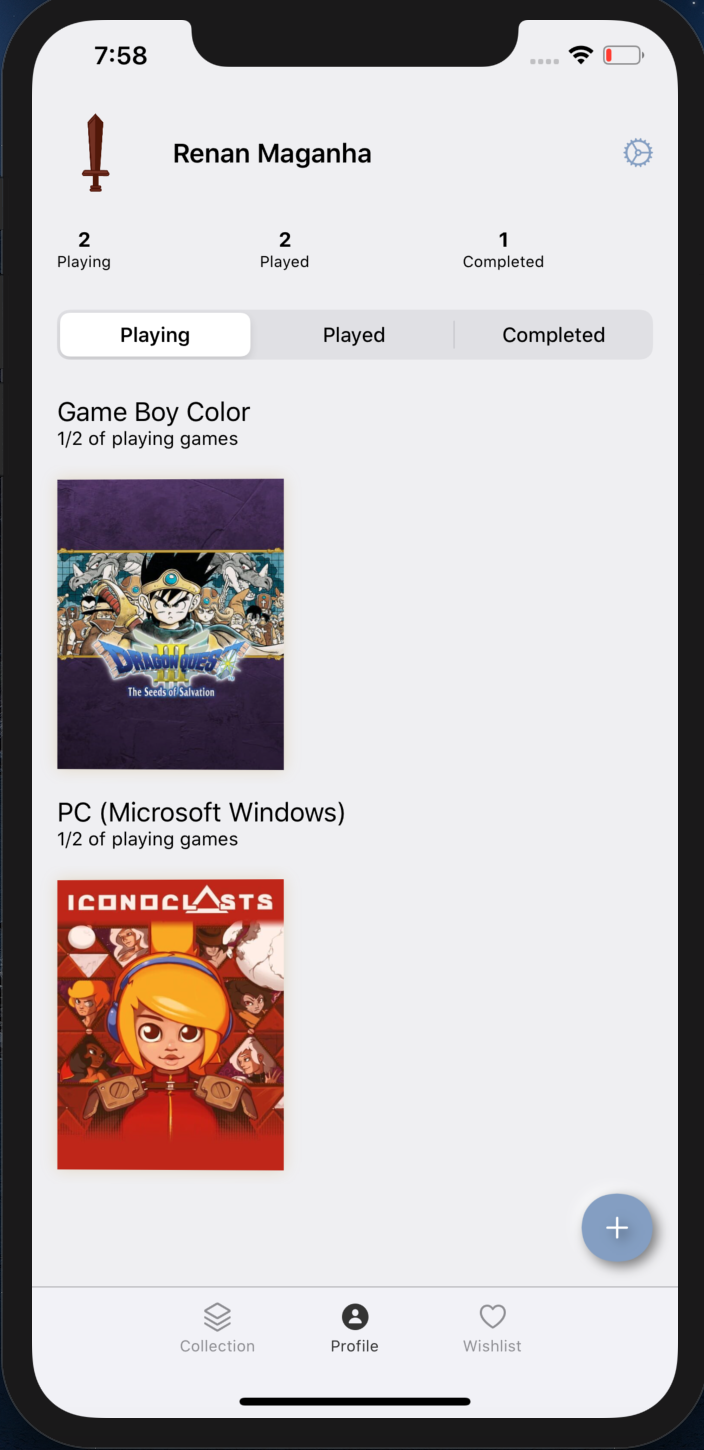 7:58
Renan Maganha
2 2 1
Playing Played Completed
Playing Played Completed
Game Boy Color
1/2 of playing games
DRAGON QUEST
III
The Seeds of Salvation
PC (Microsoft Windows)
1/2 of playing games
ICONOCLASTS
Collection Profile Wishlist